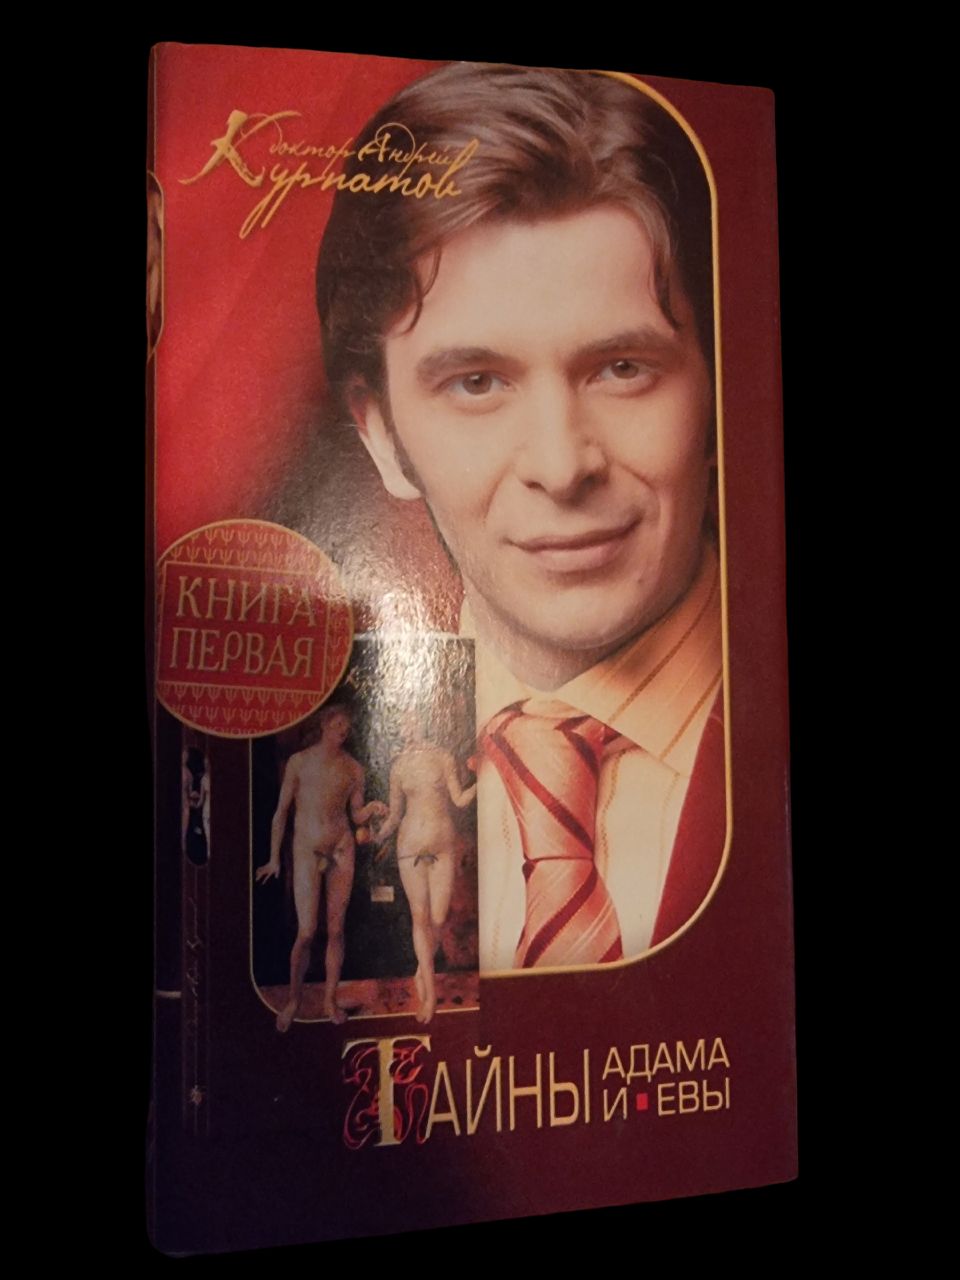 доктор Андрей
Курпатов
КНИГА
ПЕРВАЯ
ТАЙНЫ АДАМА
И ЕВЫ